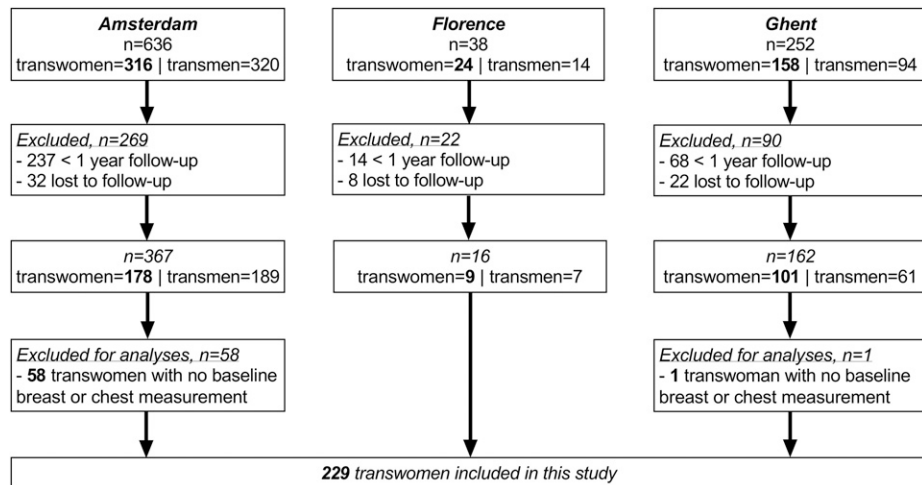 Amsterdam
n=636
transwomen=316 | transmen=320
Florence
n=38
transwomen=24 | transmen=14
Ghent
n=252
transwomen=158 | transmen=94
Excluded, n=269
- 237 < 1 year follow-up
- 32 lost to follow-up
Excluded, n=22
- 14 < 1 year follow-up
- 8 lost to follow-up
Excluded, n=90
- 68 < 1 year follow-up
- 22 lost to follow-up
n=367
transwomen=178 | transmen=189
n=16
transwomen=9 | transmen=7
n=162
transwomen=101 | transmen=61
Excluded for analyses, n=58
- 58 transwomen with no baseline
breast or chest measurement
Excluded for analyses, n=1
- 1 transwoman with no baseline
breast or chest measurement
229 transwomen included in this study